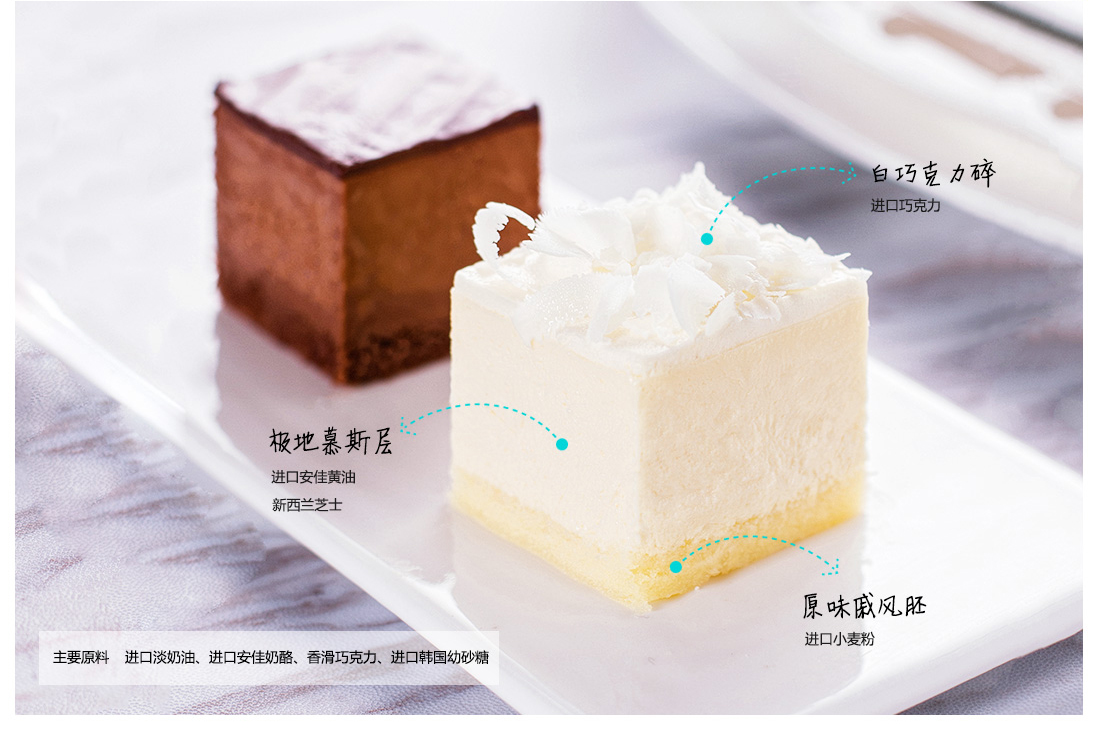 白巧克力碎
进口巧克力
极地慕斯层
进口安佳黄油
新西兰芝士
原味戚风胚
进口小麦粉
主要原料 进口淡奶油、进口安佳奶酪、香滑巧克力、进口韩国幼砂糖